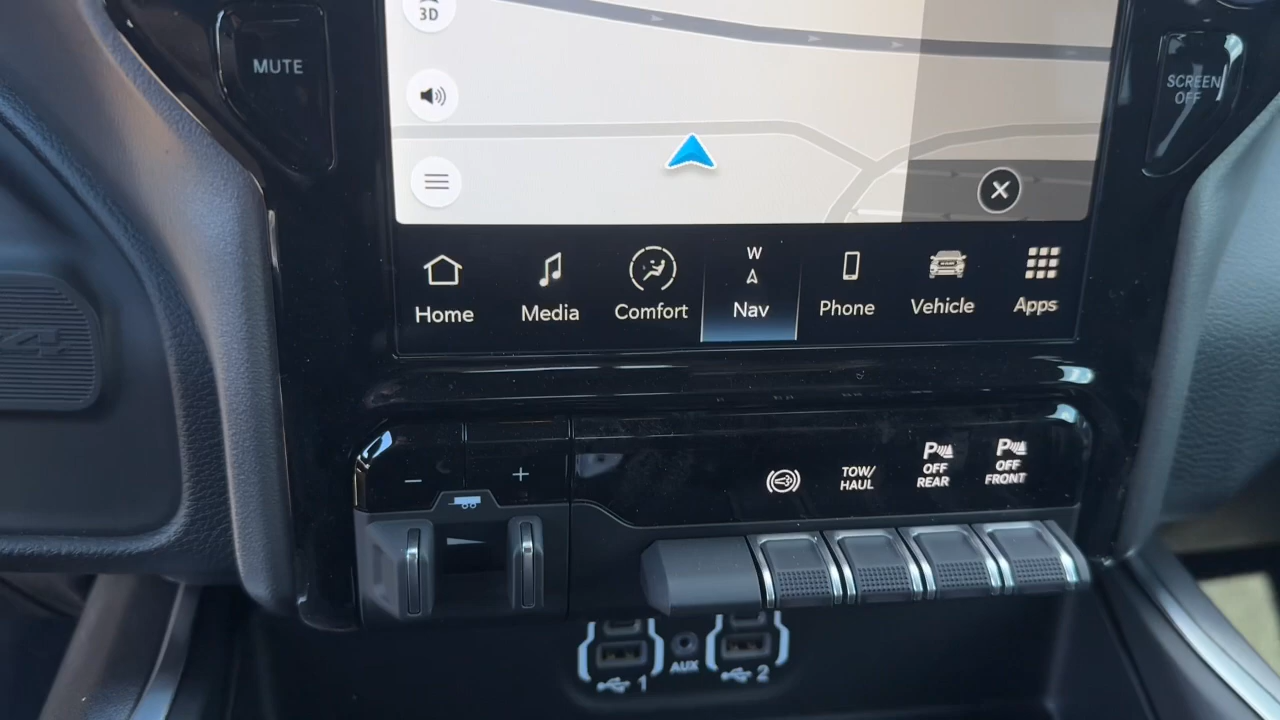 3D
MUTE
SCREEN
OFF
W
Home
Media
Comfort
Nav
Phone
Vehicle
Apps
- +
TOW/
HAUL
P
OFF
REAR
P
OFF
FRONT
1
AUX
2